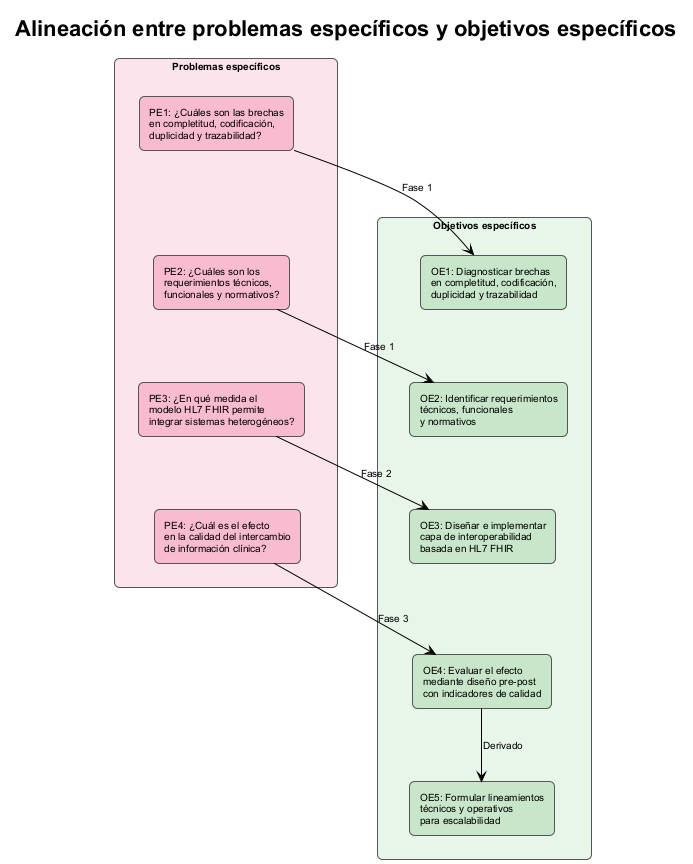 Alineación entre problemas específicos y objetivos específicos
Problemas específicos
PE1: ¿Cuáles son las brechas
en completitud, codificación,
duplicidad y trazabilidad?
Fase 1
Objetivos específicos
PE2: ¿Cuáles son los
requerimientos técnicos,
funcionales y normativos?
OE1: Diagnosticar brechas
en completitud, codificación,
duplicidad y trazabilidad
Fase 1
PE3: ¿En qué medida el
modelo HL7 FHIR permite
integrar sistemas heterogéneos?
OE2: Identificar requerimientos
técnicos, funcionales
y normativos
Fase 2
PE4: ¿Cuál es el efecto
en la calidad del intercambio
de información clínica?
OE3: Diseñar e implementar
capa de interoperabilidad
basada en HL7 FHIR
Fase 3
OE4: Evaluar el efecto
mediante diseño pre-post
con indicadores de calidad
Derivado
OE5: Formular lineamientos
técnicos y operativos
para escalabilidad